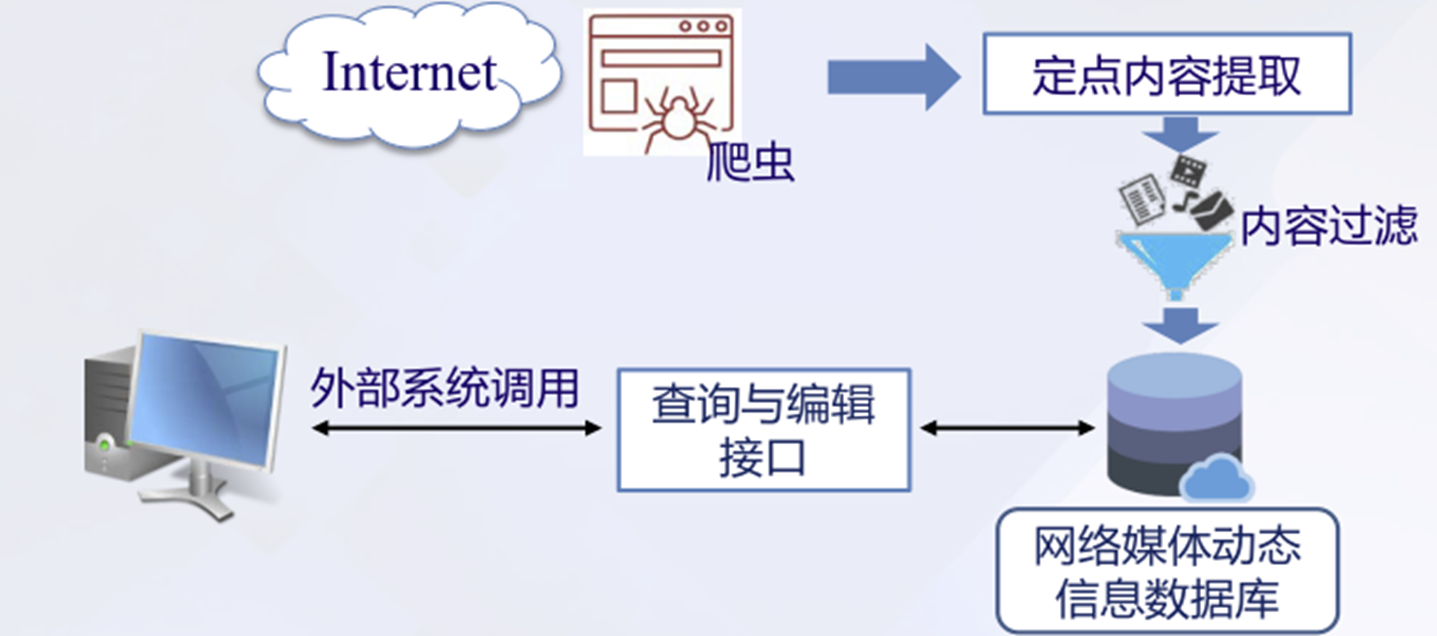 Internet
爬虫
定点内容提取
内容过滤
外部系统调用
查询与编辑
接口
网络媒体动态
信息数据库